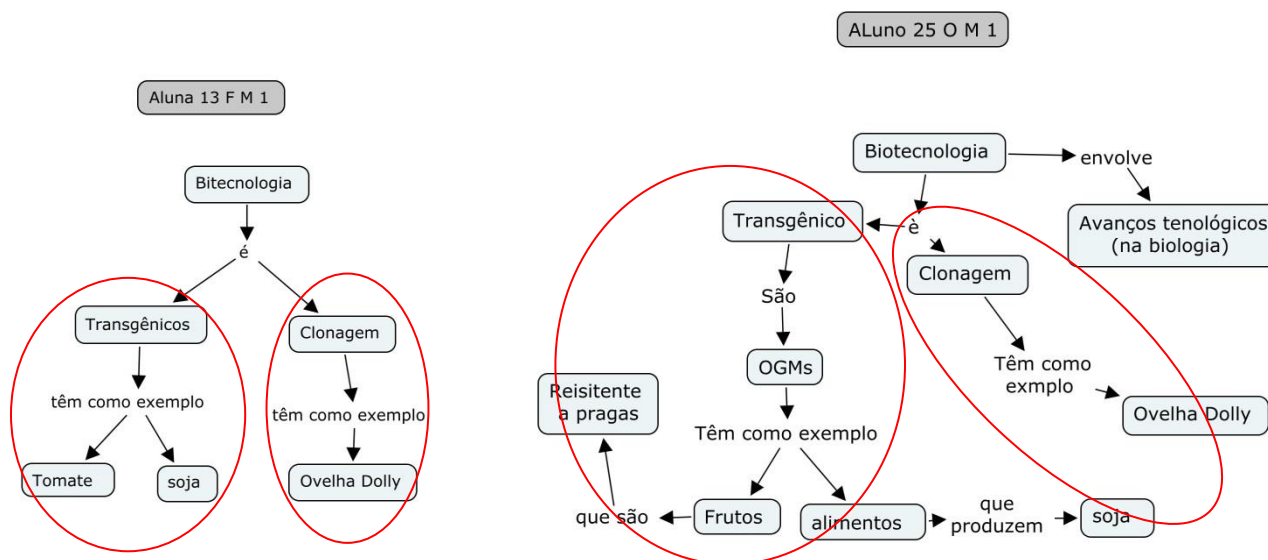 Aluna 13 F M 1
Bitecnologia
é
Transgênicos
Clonagem
têm como exemplo
têm como exemplo
Tomate
soja
Ovelha Dolly
ALuno 25 O M 1
Biotecnologia
envolve
Avanços tenológicos
(na biologia)
Transgênico
è
Clonagem
São
OGMs
Têm como
exmplo
Ovelha Dolly
Reisitente
a pragas
Têm como exemplo
que são
Frutos
alimentos
que
produzem
soja